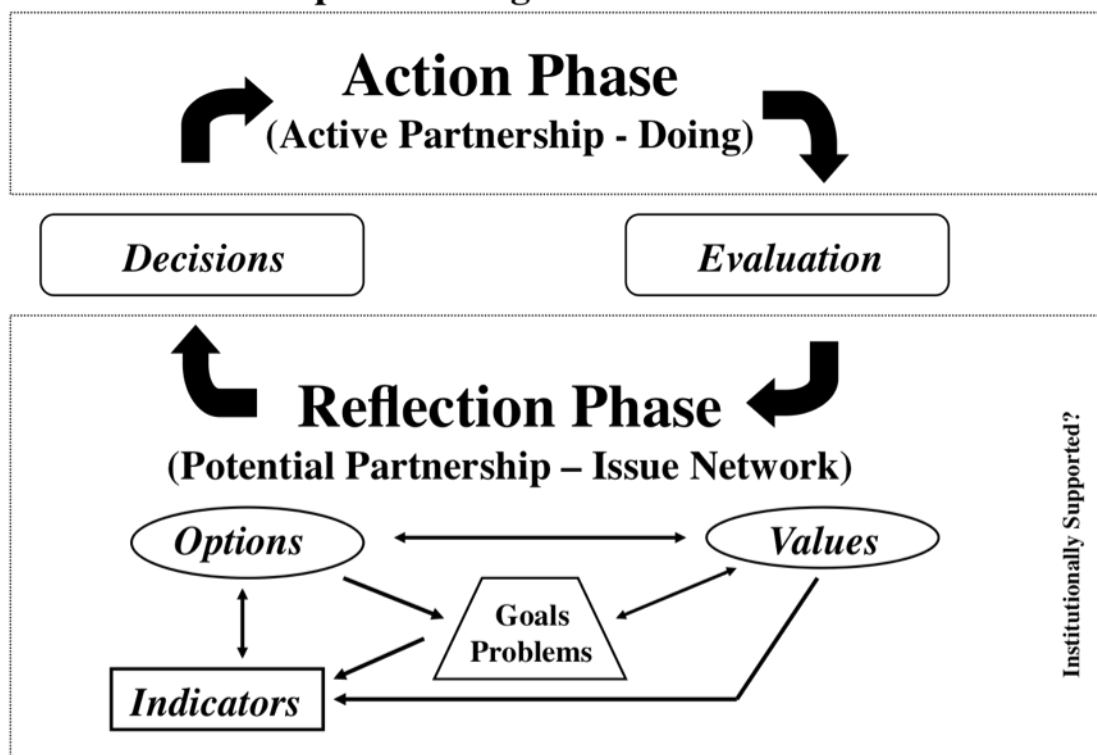 Action Phase
(Active Partnership - Doing)
Decisions
Evaluation
Reflection Phase
(Potential Partnership – Issue Network)
Options
Values
Goals
Problems
Indicators
Institutionally Supported?